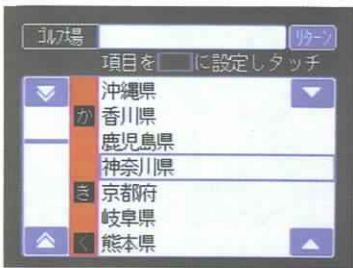 ゴルフ場 リターン
項目を に設定しタッチ
沖縄県
か 香川県
鹿児島県
神奈川県
き 京都府
岐阜県
く 熊本県